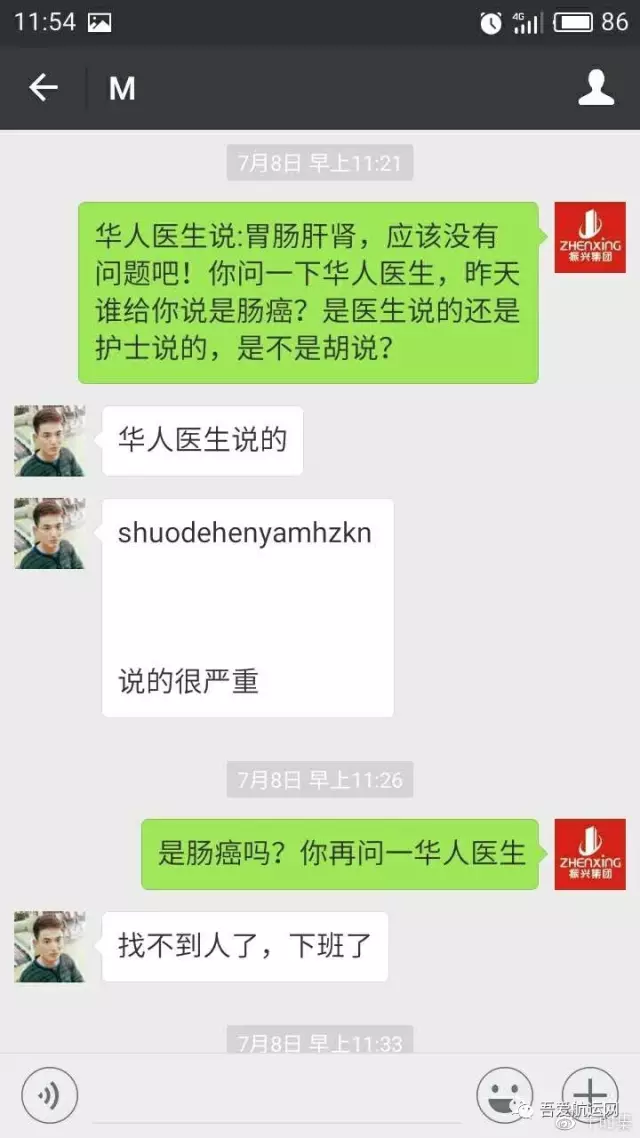 11:54
4G
86
M
7月8日 早上11:21
华人医生说:胃肠肝肾，应该没有
问题吧！你问一下华人医生，昨天
谁给你说是肠癌？是医生说的还是
护士说的，是不是胡说？
ZHENXING
振兴集团
华人医生说的
shuodehenyamhzkn
说的很严重
7月8日 早上11:26
是肠癌吗？你再问一华人医生
ZHENXING
振兴集团
找不到人了，下班了
7月8日 早上11:33
吾爱航运网